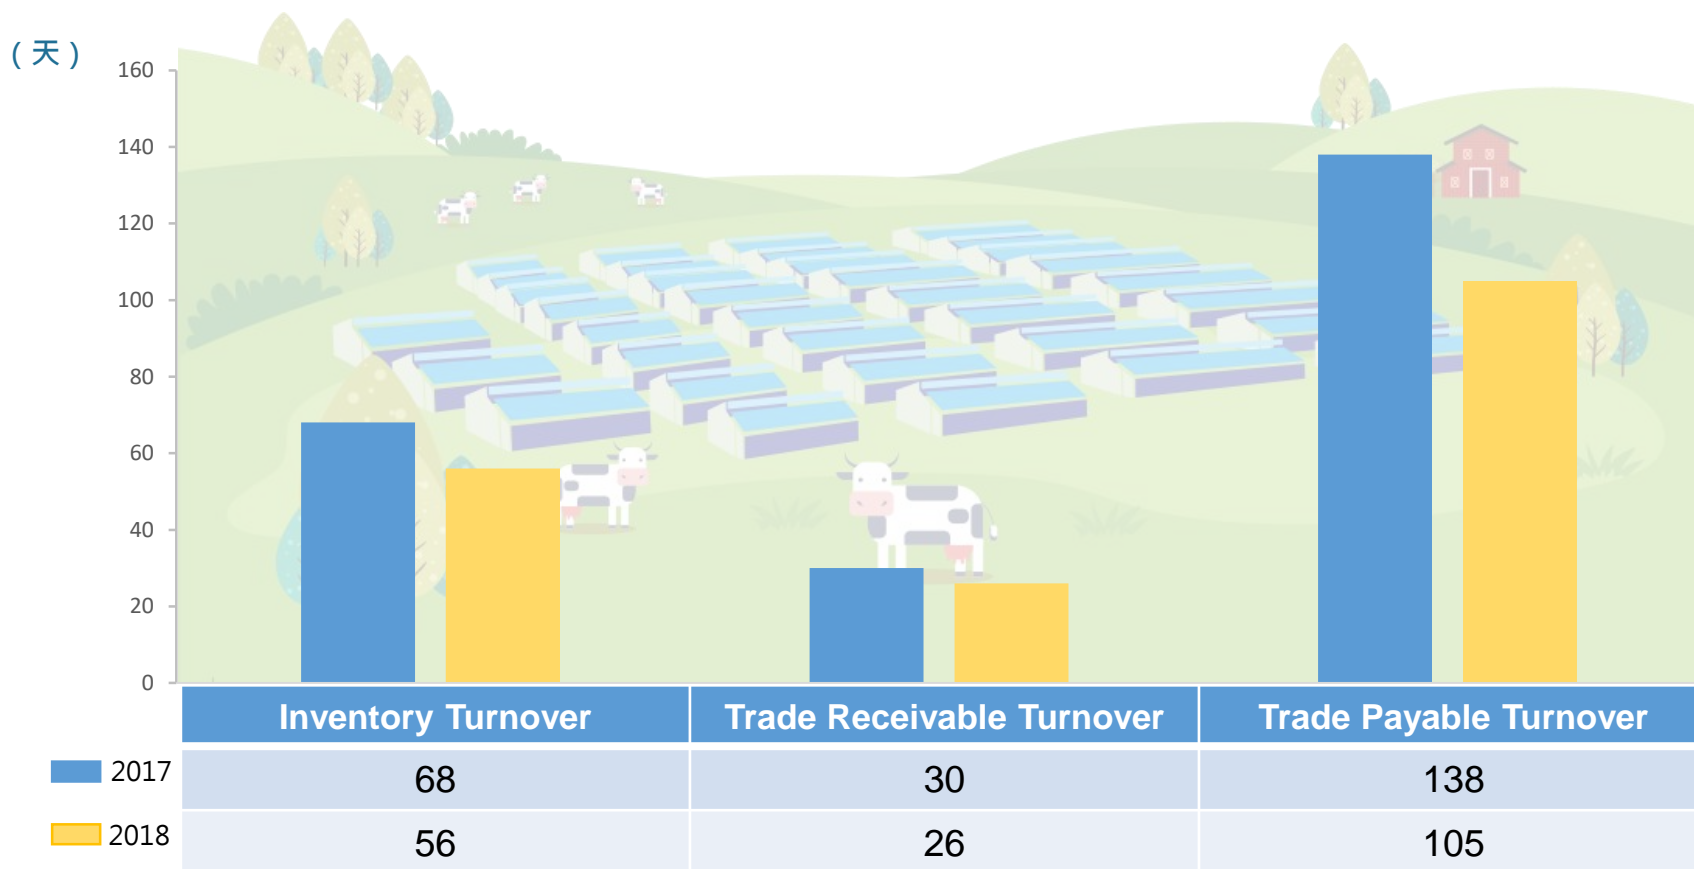 （天）
160
140
120
100
80
60
40
20
0
Inventory Turnover Trade Receivable Turnover Trade Payable Turnover
2017 68 30 138
2018 56 26 105